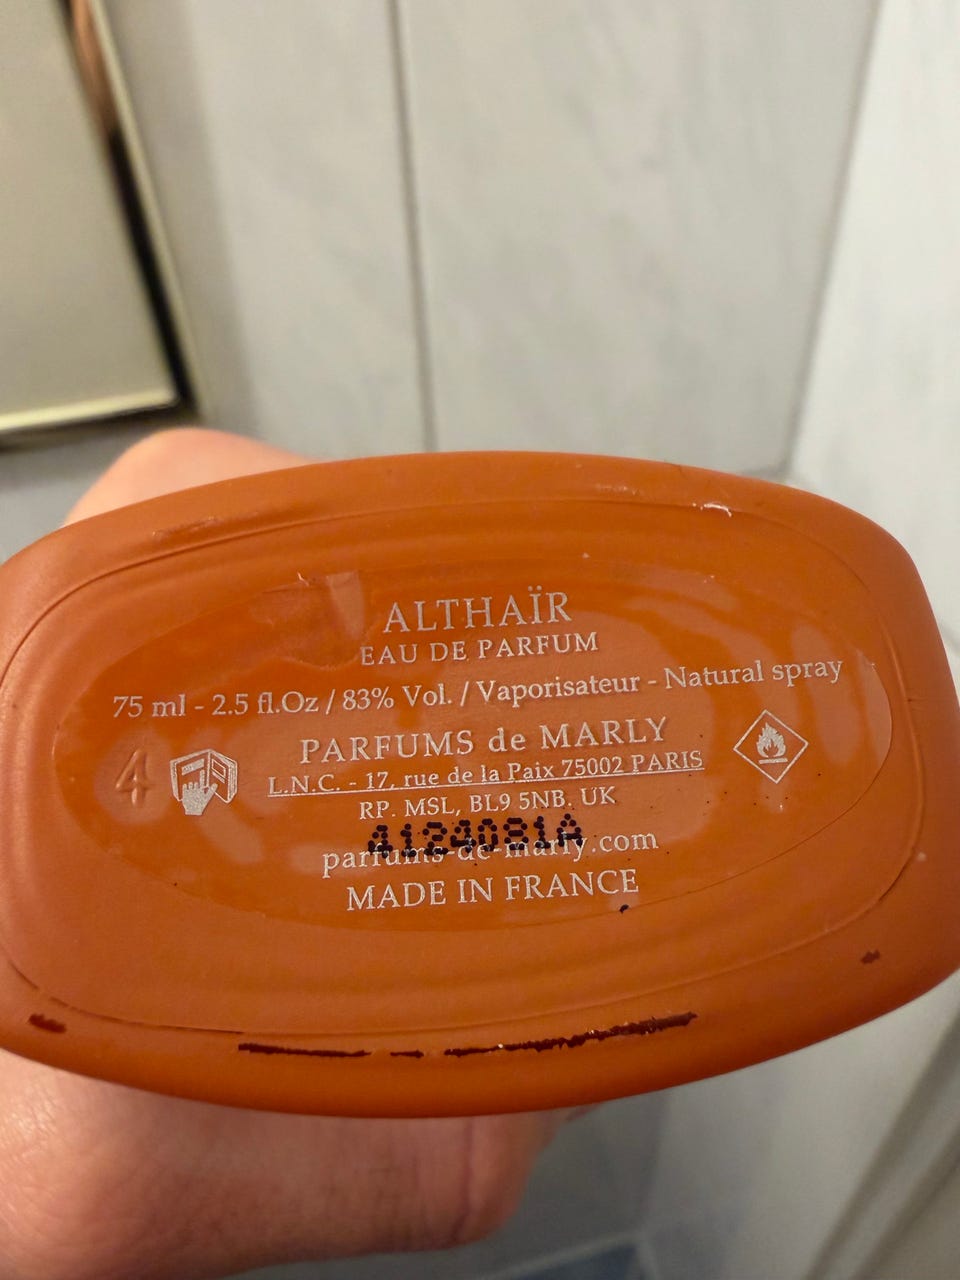 ALTHAÏR
EAU DE PARFUM
75 ml - 2.5 fl.Oz / 83% Vol. / Vaporisateur - Natural spray
PARFUMS de MARLY
4
L.N.C. - 17, rue de la Paix 75002 PARIS
RP. MSL, BL9 5NB. UK
4124081A
parfums-de-marly.com
MADE IN FRANCE